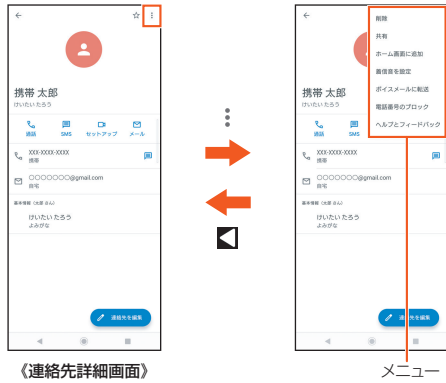 携帯 太郎
けいたい たろう
通話
SMS
セットアップ
メール
XXX-XXXX-XXXX
携帯
〇〇〇〇〇〇〇@gmail.com
自宅
基本情報（太郎 さん）
けいたい たろう
よみがな
連絡先を編集
《連絡先詳細画面》
削除
共有
ホーム画面に追加
着信音を設定
ボイスメールに転送
電話番号のブロック
ヘルプとフィードバック
携帯 太郎
けいたい たろう
通話
SMS
XXX-XXXX-XXXX
携帯
〇〇〇〇〇〇〇@gmail.com
自宅
基本情報（太郎 さん）
けいたい たろう
よみがな
連絡先を編集
メニュー